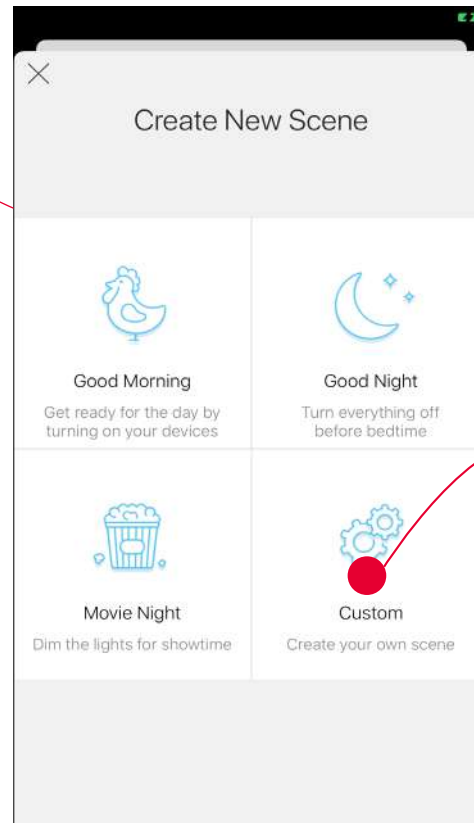 Create New Scene
Good Morning
Get ready for the day by
turning on your devices
Good Night
Turn everything off
before bedtime
Movie Night
Dim the lights for showtime
Custom
Create your own scene